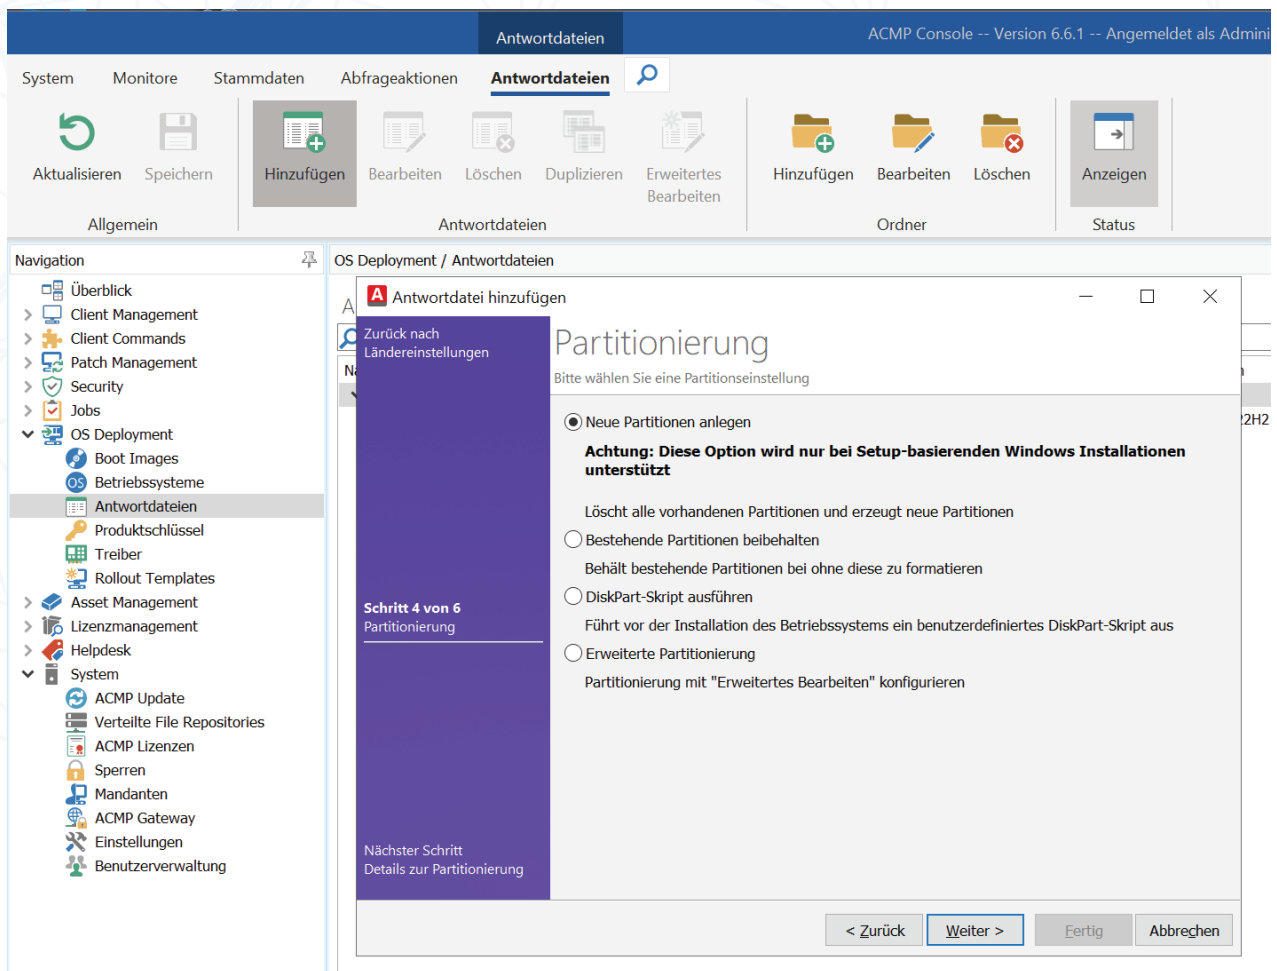 Antwortdateien
ACMP Console -- Version 6.6.1 -- Angemeldet als Admini
System Monitore Stammdaten Abfrageaktionen Antwortdateien
Aktualisieren Speichern Hinzufügen Bearbeiten Löschen Duplizieren Erweitertes Bearbeiten Hinzufügen Bearbeiten Löschen Anzeigen
Allgemein Antwortdateien Ordner Status
Navigation
Überblick
Client Management
Client Commands
Patch Management
Security
Jobs
OS Deployment
Boot Images
OS Betriebssysteme
Antwortdateien
Produktschlüssel
Treiber
Rollout Templates
Asset Management
Lizenzmanagement
Helpdesk
System
ACMP Update
Verteilte File Repositories
ACMP Lizenzen
Sperren
Mandanten
ACMP Gateway
Einstellungen
Benutzerverwaltung
OS Deployment / Antwortdateien
A
Na
22H2
A Antwortdatei hinzufügen
Zurück nach
Ländereinstellungen
Schritt 4 von 6
Partitionierung
Nächster Schritt
Details zur Partitionierung
Partitionierung
Bitte wählen Sie eine Partitionseinstellung
Neue Partitionen anlegen
Achtung: Diese Option wird nur bei Setup-basierenden Windows Installationen
unterstützt
Löscht alle vorhandenen Partitionen und erzeugt neue Partitionen
Bestehende Partitionen beibehalten
Behält bestehende Partitionen bei ohne diese zu formatieren
DiskPart-Skript ausführen
Führt vor der Installation des Betriebssystems ein benutzerdefiniertes DiskPart-Skript aus
Erweiterte Partitionierung
Partitionierung mit "Erweitertes Bearbeiten" konfigurieren
< Zurück Weiter > Fertig Abbrechen